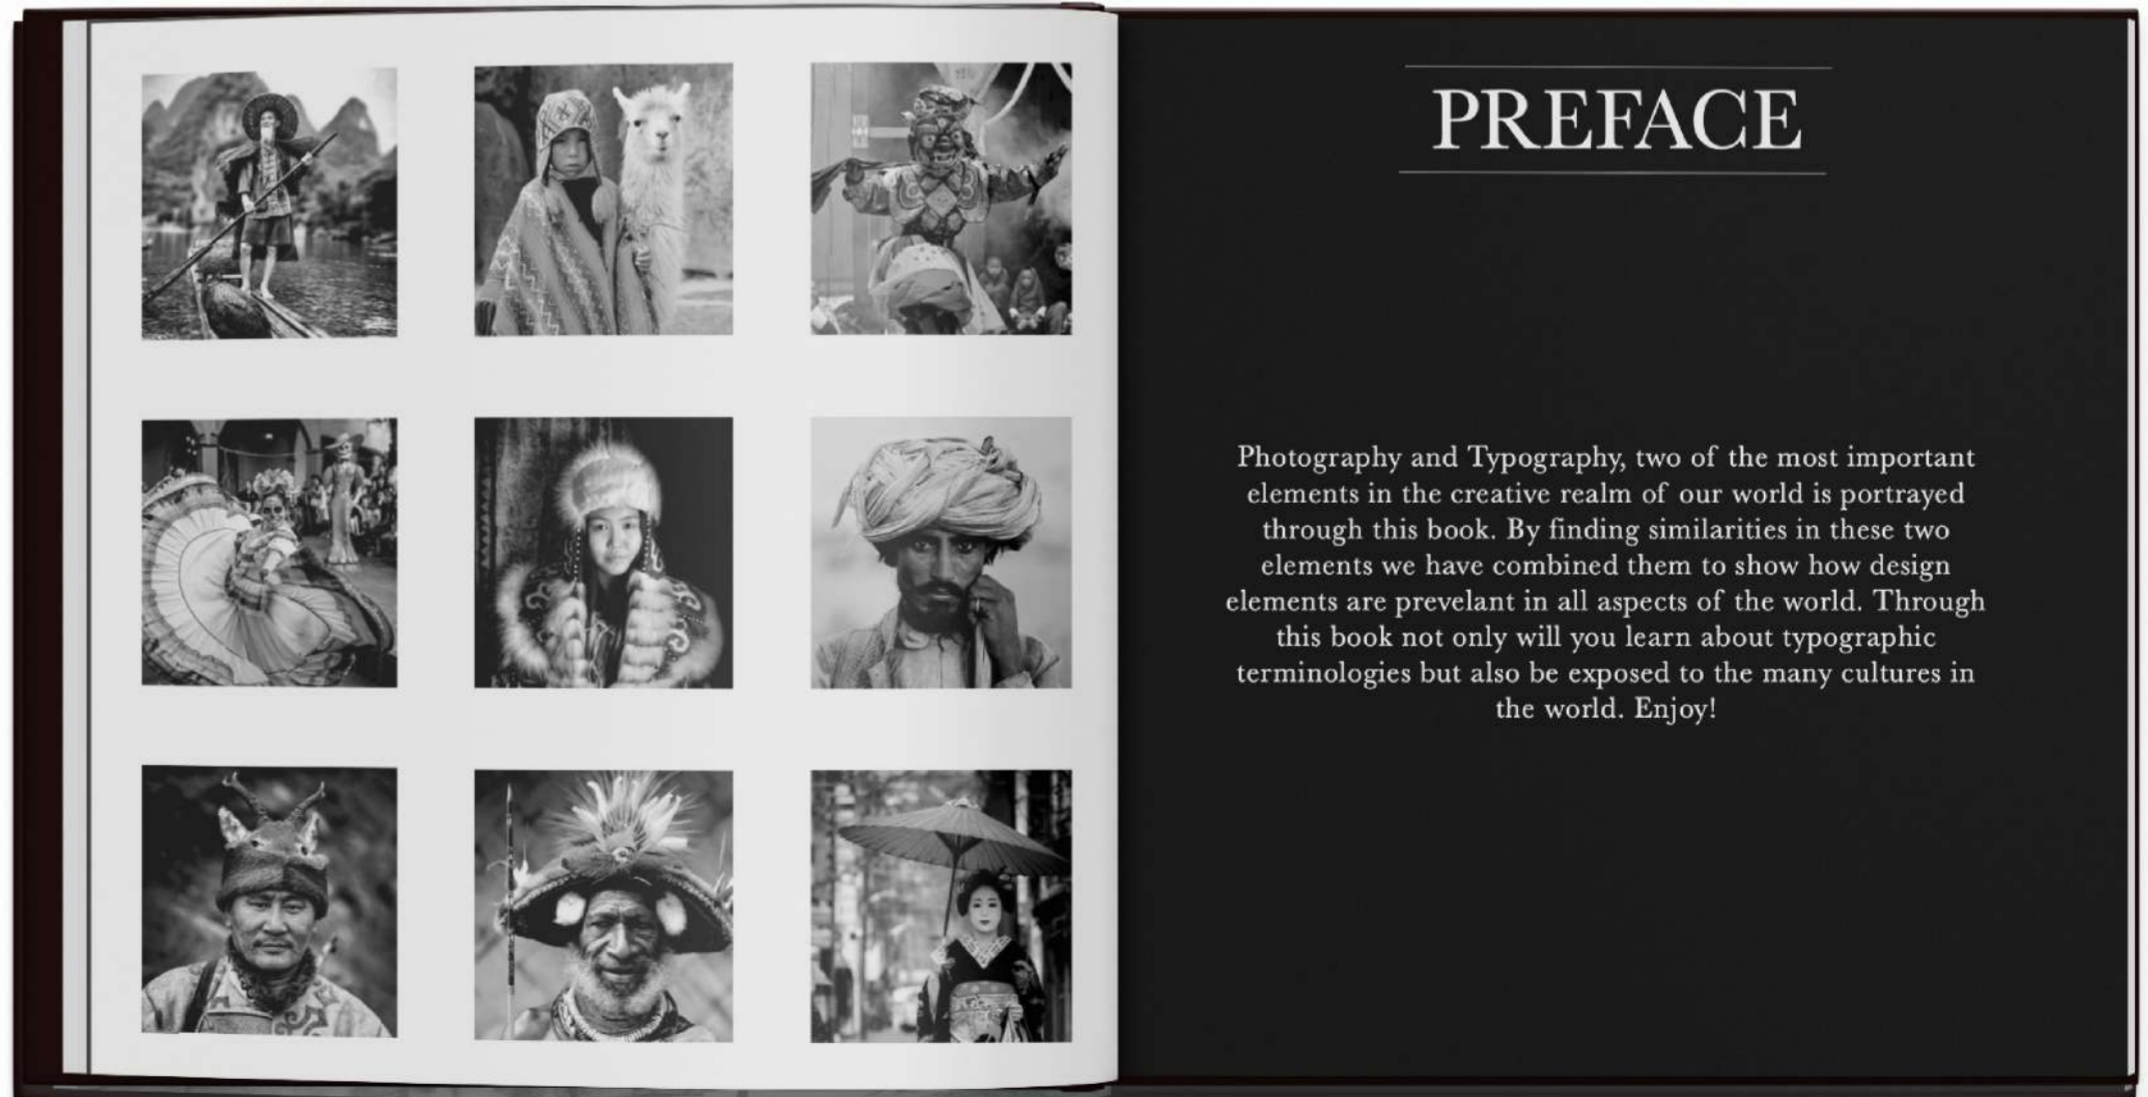 PREFACE
Photography and Typography, two of the most important
elements in the creative realm of our world is portrayed
through this book. By finding similarities in these two
elements we have combined them to show how design
elements are prevelant in all aspects of the world. Through
this book not only will you learn about typographic
terminologies but also be exposed to the many cultures in
the world. Enjoy!